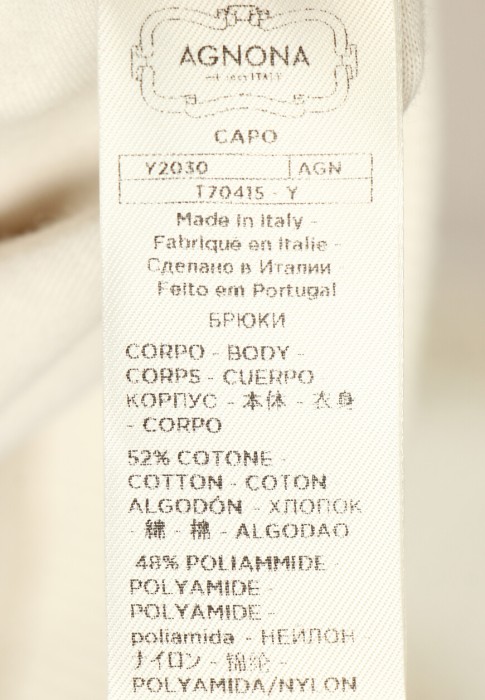 AGNONA
ITALY
CAPO
Y2030 AGN
T70415 - Y
Made in Italy -
Fabriqué en Italie -
Сделано в Италии
Feito em Portugal
БРЮКИ
CORPO - BODY -
CORPS - CUERPO
КОРПУС - 本体 - 衣身
- CORPO
52% COTONE -
COTTON - COTON
ALGODÓN - ХЛОПОК
- 綿 - 棉 - ALGODAO
48% POLIAMMIDE
POLYAMIDE -
POLYAMIDE -
poliamida - НЕЙЛОН -
ナイロン - 锦纶 -
POLYAMIDA/NYLON